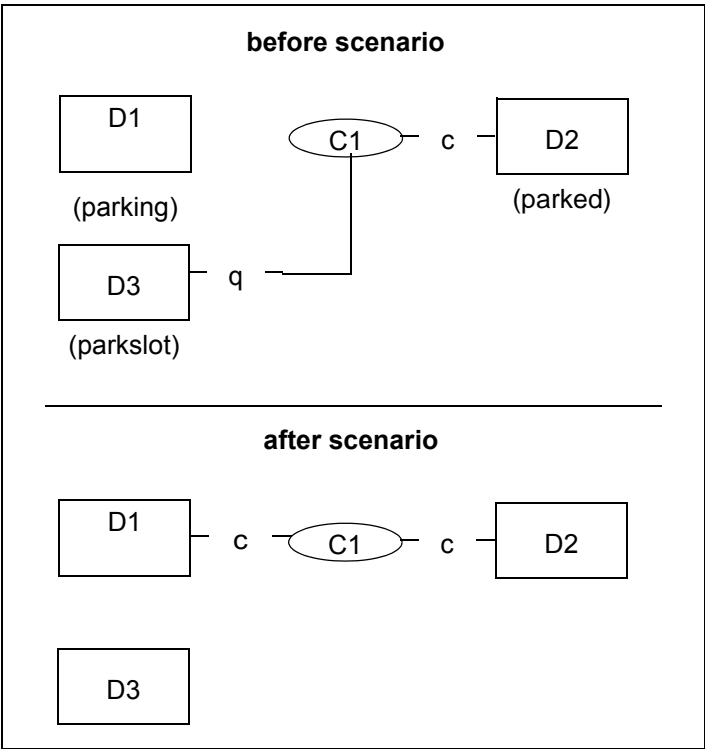 before scenario
D1
C1 c D2
(parking)
(parked)
D3 q
(parkslot)
after scenario
D1 c C1 c D2
D3